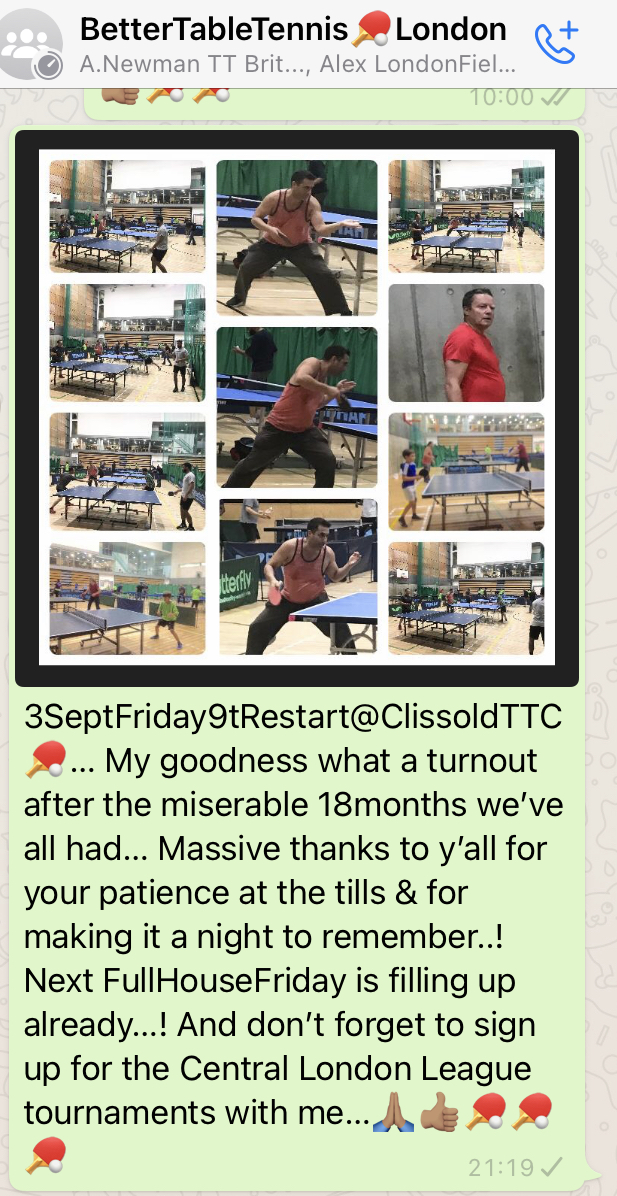 BetterTableTennis🏓London
A.Newman TT Brit..., Alex LondonFiel...
👍🏽🏓🏓
10:00
tterfly
3SeptFriday9tRestart@ClissoldTTC
🏓... My goodness what a turnout
after the miserable 18months we’ve
all had... Massive thanks to y’all for
your patience at the tills & for
making it a night to remember..!
Next FullHouseFriday is filling up
already...! And don’t forget to sign
up for the Central London League
tournaments with me...🙏🏽👍🏽🏓🏓
🏓
21:19